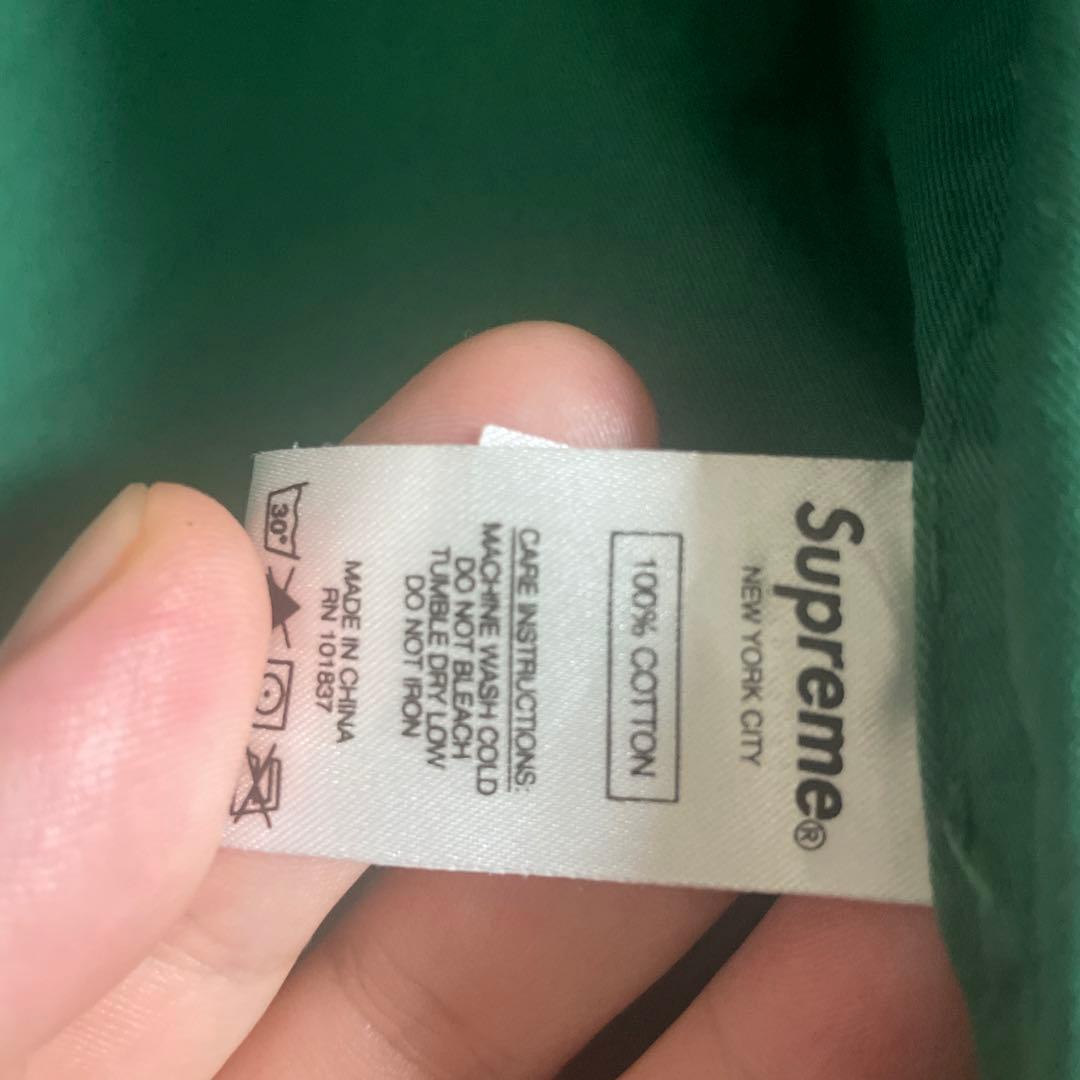 Supreme®
NEW YORK CITY
100% COTTON
CARE INSTRUCTIONS:
MACHINE WASH COLD
DO NOT BLEACH
TUMBLE DRY LOW
DO NOT IRON
MADE IN CHINA
RN 101837
30°